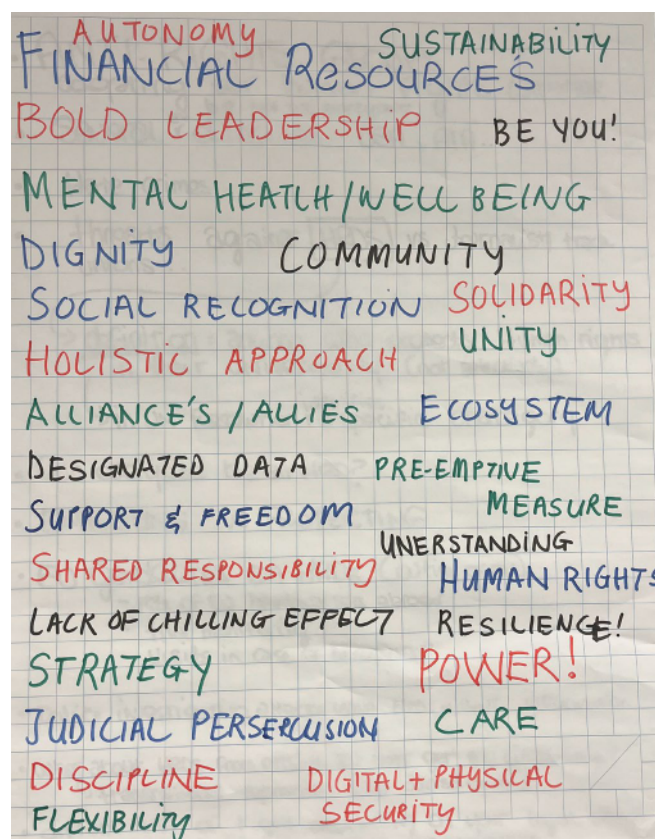 AUTONOMY
SUSTAINABILITY
FINANCIAL RESOURCE'S
BOLD LEADERSHIP
BE YOU!
MENTAL HEATLH/WELL BEING
DIGNITY
COMMUNITY
SOCIAL RECOGNITION
SOLIDARITY
UNITY
HOLISTIC APPROACH
ALLIANCE'S / ALLIES
ECOSYSTEM
DESIGNATED DATA
PRE-EMPTIVE
MEASURE
SUPPORT & FREEDOM
UNERSTANDING
SHARED RESPONSIBILITY
HUMAN RIGHTS
LACK OF CHILLING EFFECT
RESILIENCE!
STRATEGY
POWER!
JUDICIAL PERSERCUSION
CARE
DISCIPLINE
DIGITAL + PHYSICAL
SECURITY
FLEXIBILITY